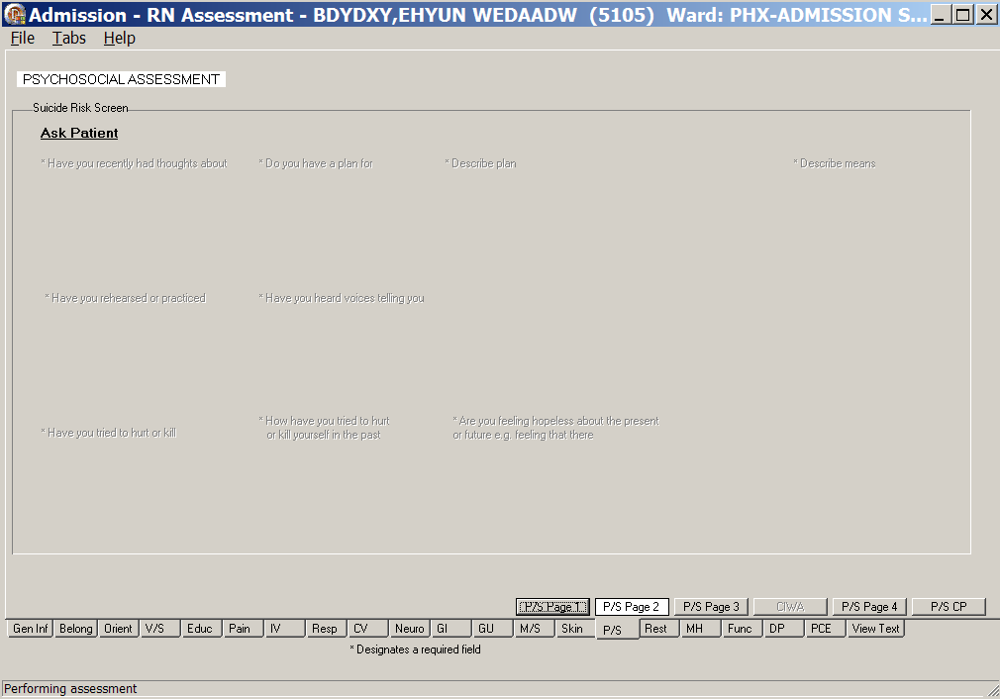 Admission - RN Assessment - BDYDXY,EHYUN WEDAADW (5105) Ward: PHX-ADMISSION S...
File Tabs Help
PSYCHOSOCIAL ASSESSMENT
Suicide Risk Screen
Ask Patient
* Have you recently had thoughts about * Do you have a plan for * Describe plan * Describe means
* Have you rehearsed or practiced * Have you heard voices telling you
* How have you tried to hurt * Are you feeling hopeless about the present
* Have you tried to hurt or kill or kill yourself in the past or future e.g. feeling that there
P/S Page 1 P/S Page 2 P/S Page 3 CIWA P/S Page 4 P/S CP
Gen Inf Belong Orient V/S Educ Pain IV Resp CV Neuro GI GU M/S Skin P/S Rest MH Func DP PCE View Text
* Designates a required field
Performing assessment